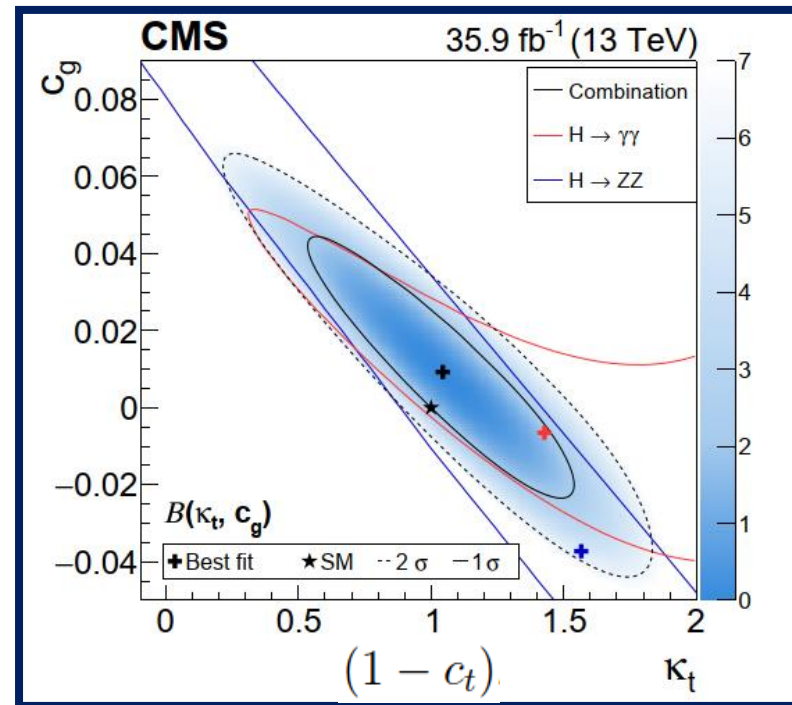 CMS 35.9 fb⁻¹ (13 TeV)
c_g
0.08
0.06
0.04
0.02
0
−0.02
−0.04
Combination
H → γγ
H → ZZ
7
6
5
4
3
2
1
0
B(κ_t, c_g)
Best fit ★ SM -- 2 σ — 1 σ
0 0.5 1 1.5 2
(1 − c_t) κ_t